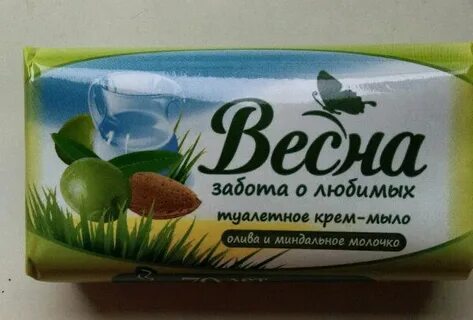 Весна
забота о любимых
туалетное крем-мыло
олива и миндальное молочко